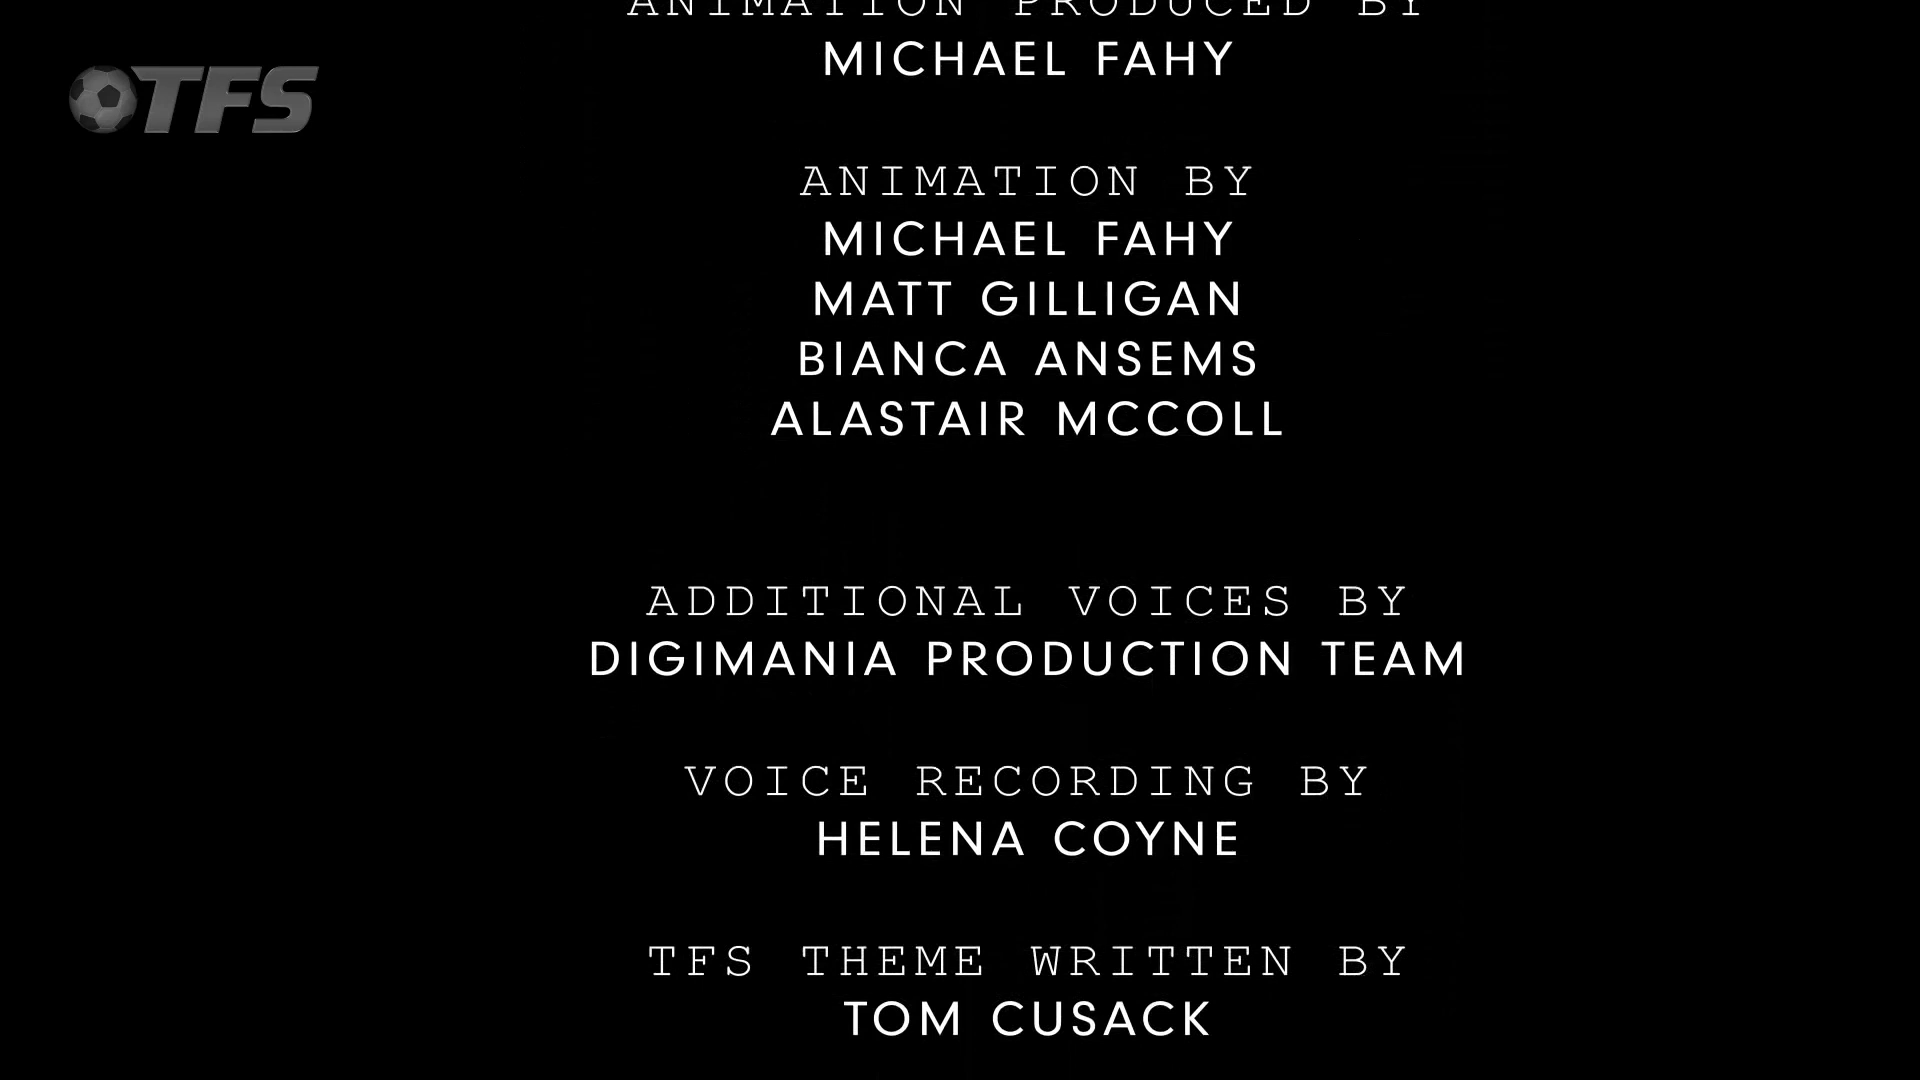 ANIMATION PRODUCED BY
MICHAEL FAHY
TFS
ANIMATION BY
MICHAEL FAHY
MATT GILLIGAN
BIANCA ANSEMS
ALASTAIR MCCOLL
ADDITIONAL VOICES BY
DIGIMANIA PRODUCTION TEAM
VOICE RECORDING BY
HELENA COYNE
TFS THEME WRITTEN BY
TOM CUSACK